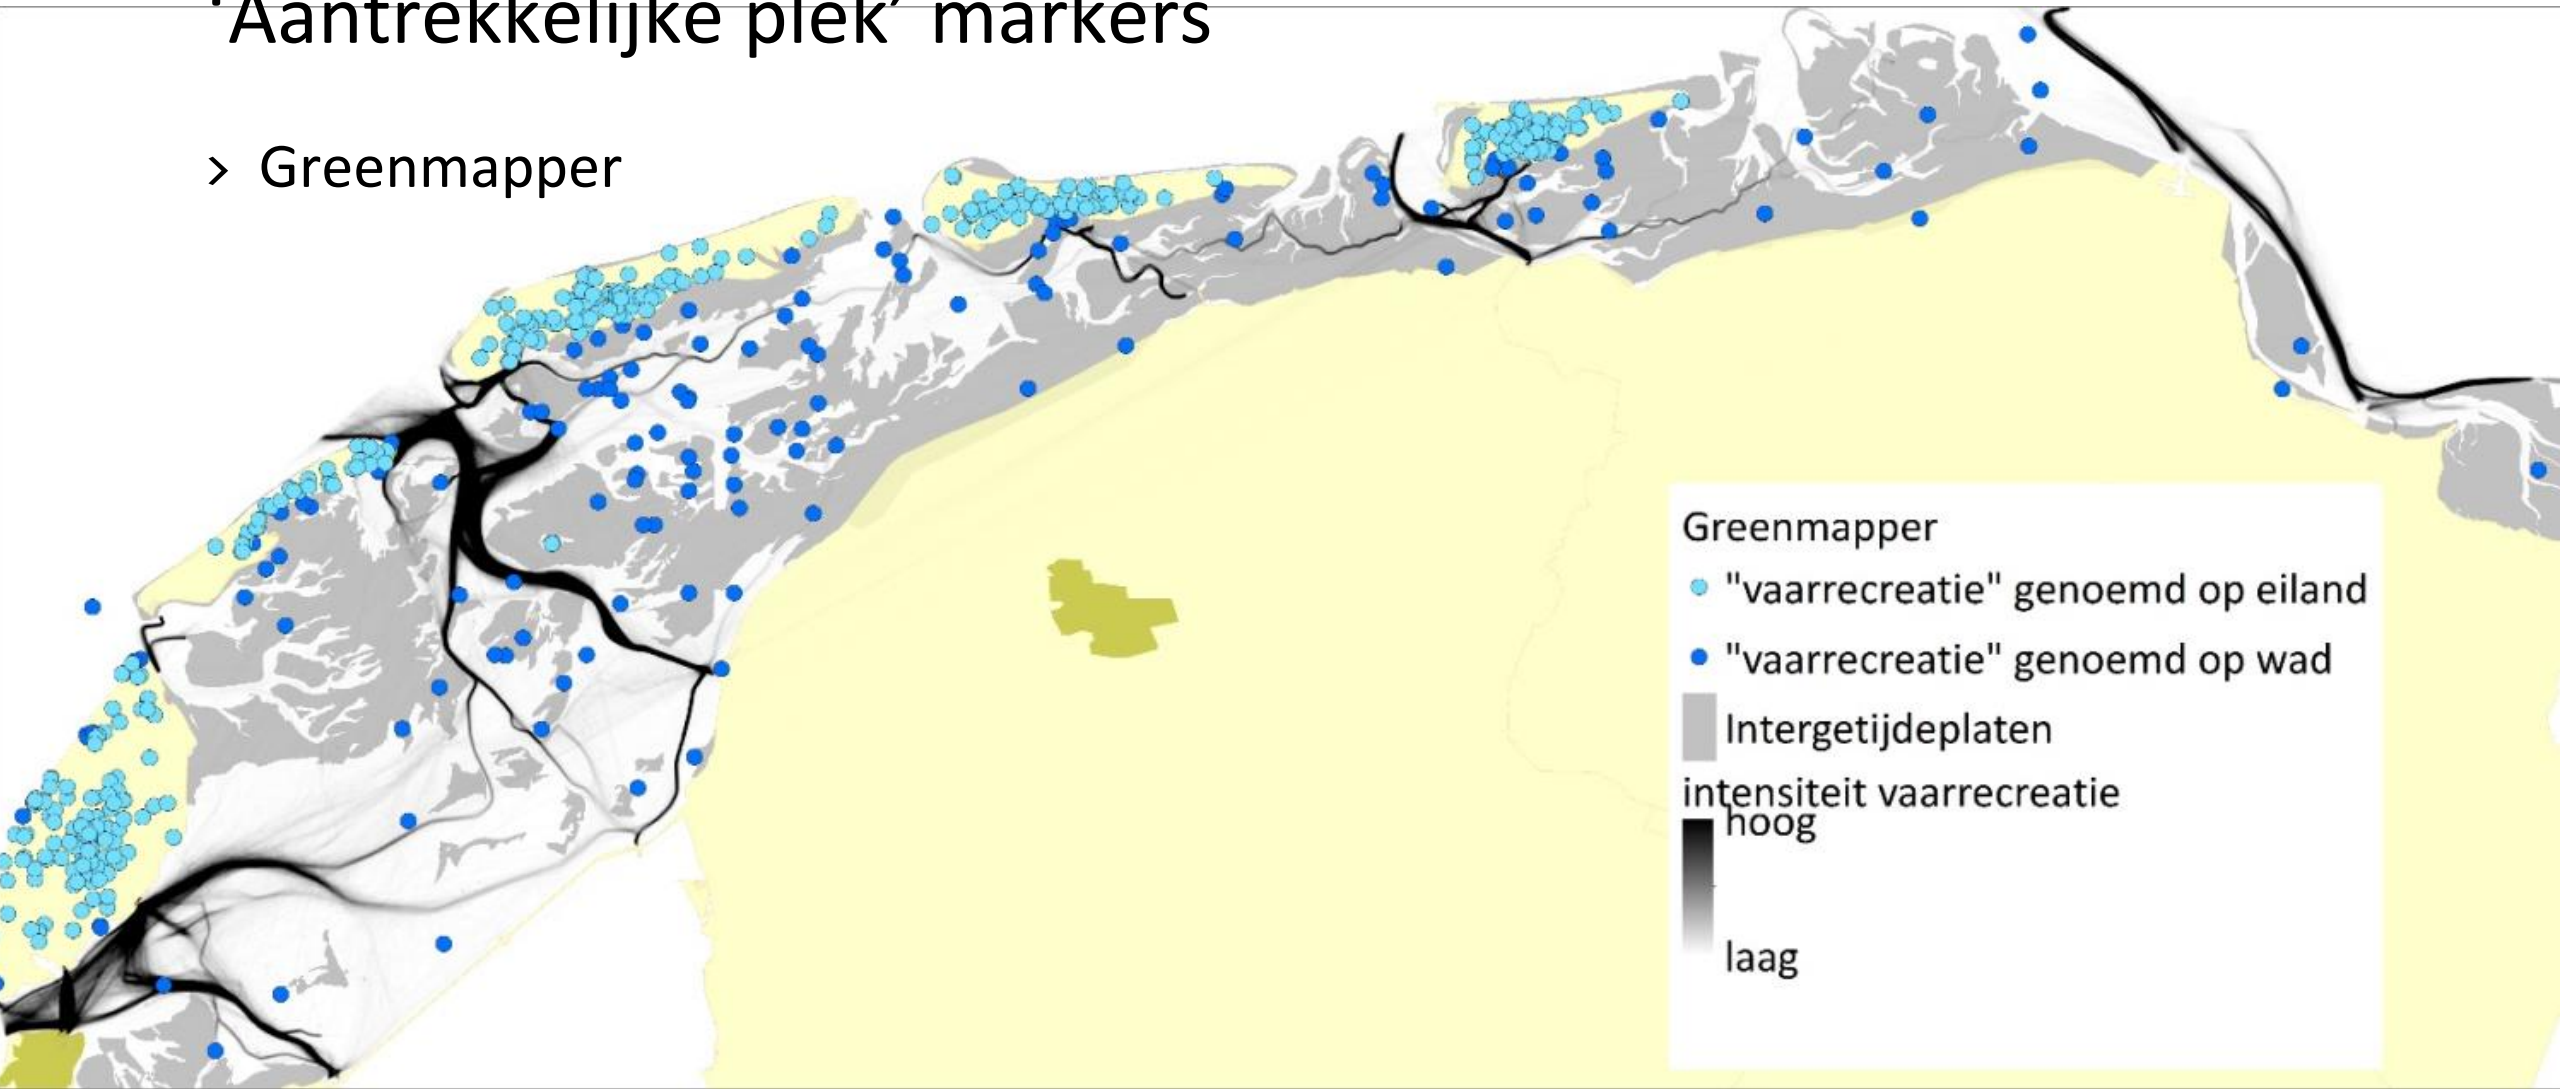 ‘Aantrekkelijke plek’ markers
› Greenmapper
Greenmapper
"vaarrecreatie" genoemd op eiland
"vaarrecreatie" genoemd op wad
Intergetijdeplaten
intensiteit vaarrecreatie
hoog
laag